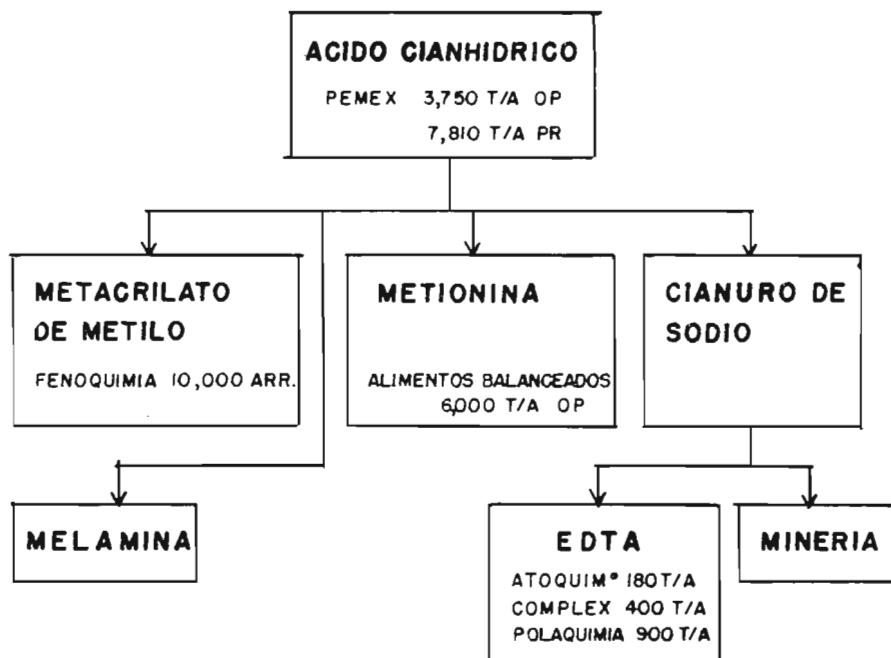 ACIDO CIANHIDRICO
PEMEX 3,750 T/A OP
7,810 T/A PR
METACRILATO
DE METILO
FENOQUIMIA 10,000 ARR.
METIONINA
ALIMENTOS BALANCEADOS
6,000 T/A OP
CIANURO DE
SODIO
MELAMINA
EDTA
ATOQUIM* 180 T/A
COMPLEX 400 T/A
POLAQUIMIA 900 T/A
MINERIA